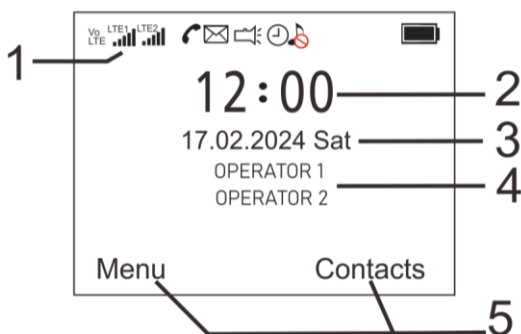 Vo LTE LTE1 LTE2
1
12:00
2
17.02.2024 Sat
3
OPERATOR 1
OPERATOR 2
4
Menu Contacts
5